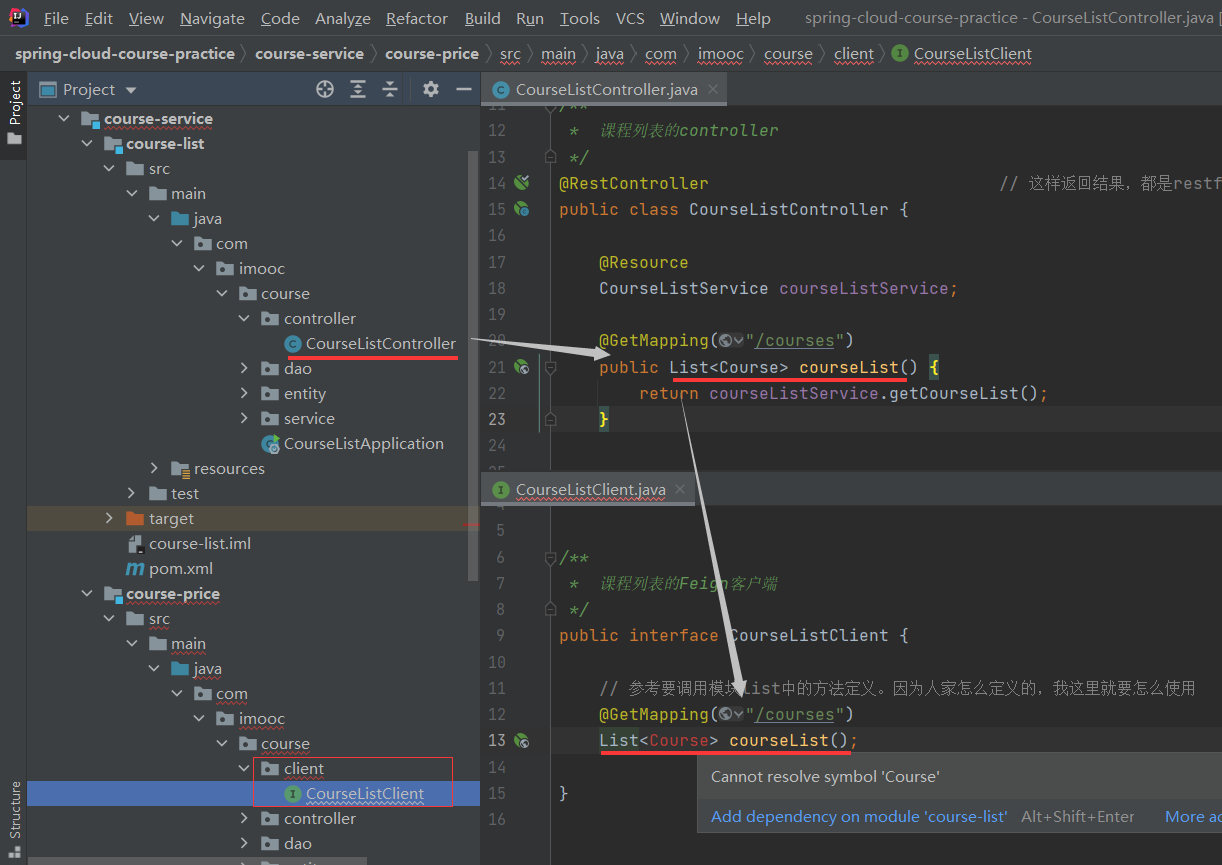 File Edit View Navigate Code Analyze Refactor Build Run Tools VCS Window Help spring-cloud-course-practice - CourseListController.java [
spring-cloud-course-practice course-service course-price src main java com imooc course client CourseListClient
Project
Project
course-service
course-list
src
main
java
com
imooc
course
controller
CourseListController
dao
entity
service
CourseListApplication
resources
test
target
course-list.iml
pom.xml
course-price
src
main
java
com
imooc
course
client
CourseListClient
controller
dao
Structure
CourseListController.java
11 /**
12 * 课程列表的controller
13 */
14 @RestController // 这样返回结果，都是restf
15 public class CourseListController {
16
17 @Resource
18 CourseListService courseListService;
19
20 @GetMapping("/courses")
21 public List<Course> courseList() {
22 return courseListService.getCourseList();
23 }
24
CourseListClient.java
5
6 /**
7 * 课程列表的Feign客户端
8 */
9 public interface CourseListClient {
10
11 // 参考要调用模块list中的方法定义。因为人家怎么定义的，我这里就要怎么使用
12 @GetMapping("/courses")
13 List<Course> courseList();
14
15 }
16
Cannot resolve symbol 'Course'
Add dependency on module 'course-list' Alt+Shift+Enter More ac